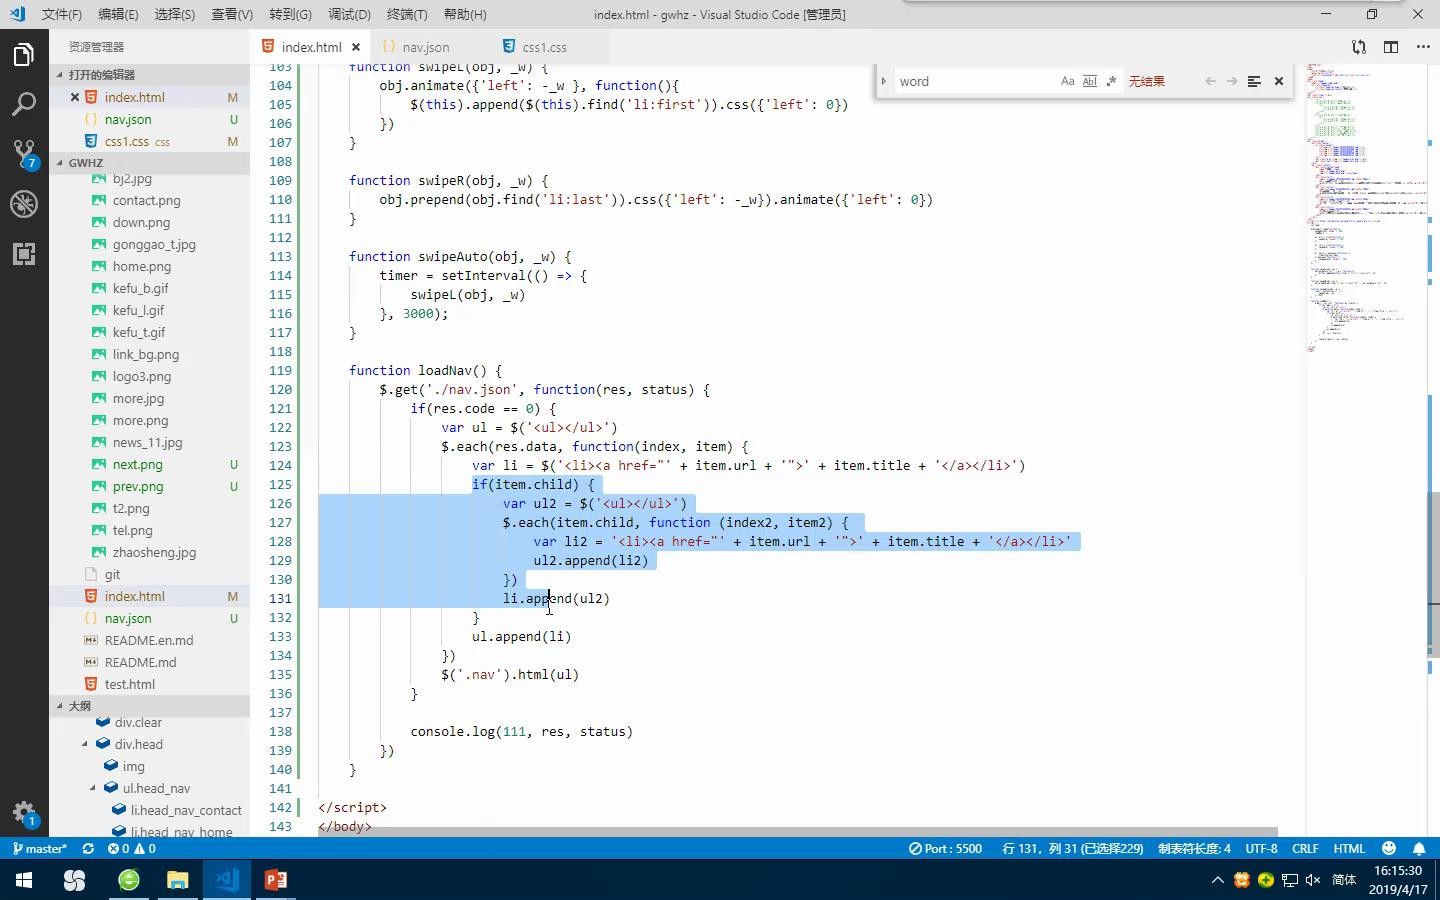 文件(F) 编辑(E) 选择(S) 查看(V) 转到(G) 调试(D) 终端(T) 帮助(H) index.html - gwhz - Visual Studio Code [管理员]
资源管理器
打开的编辑器
index.html M
nav.json U
css1.css css M
GWHZ
bj2.jpg
contact.png
down.png
gonggao_t.jpg
home.png
kefu_b.gif
kefu_l.gif
kefu_t.gif
link_bg.png
logo3.png
more.jpg
more.png
news_11.jpg
next.png U
prev.png U
t2.png
tel.png
zhaosheng.jpg
git
index.html M
nav.json U
README.en.md
README.md
test.html
大纲
div.clear
div.head
img
ul.head_nav
li.head_nav_contact
li.head_nav_home
7
1
index.html nav.json css1.css
word Aa Abl .* 无结果
103 function swipeL(obj, _w) {
104 obj.animate({'left': -_w }, function(){
105 $(this).append($(this).find('li:first')).css({'left': 0})
106 })
107 }
108
109 function swipeR(obj, _w) {
110 obj.prepend(obj.find('li:last')).css({'left': -_w}).animate({'left': 0})
111 }
112
113 function swipeAuto(obj, _w) {
114 timer = setInterval(() => {
115 swipeL(obj, _w)
116 }, 3000);
117 }
118
119 function loadNav() {
120 $.get('./nav.json', function(res, status) {
121 if(res.code == 0) {
122 var ul = $('<ul></ul>')
123 $.each(res.data, function(index, item) {
124 var li = $('<li><a href="' + item.url + '">' + item.title + '</a></li>')
125 if(item.child) {
126 var ul2 = $('<ul></ul>')
127 $.each(item.child, function (index2, item2) {
128 var li2 = '<li><a href="' + item.url + '">' + item.title + '</a></li>'
129 ul2.append(li2)
130 })
131 li.append(ul2)
132 }
133 ul.append(li)
134 })
135 $('.nav').html(ul)
136 }
137
138 console.log(111, res, status)
139 })
140 }
141
142 </script>
143 </body>
master* 0 0 Port : 5500 行 131，列 31 (已选择229) 制表符长度: 4 UTF-8 CRLF HTML
简体
16:15:30
2019/4/17